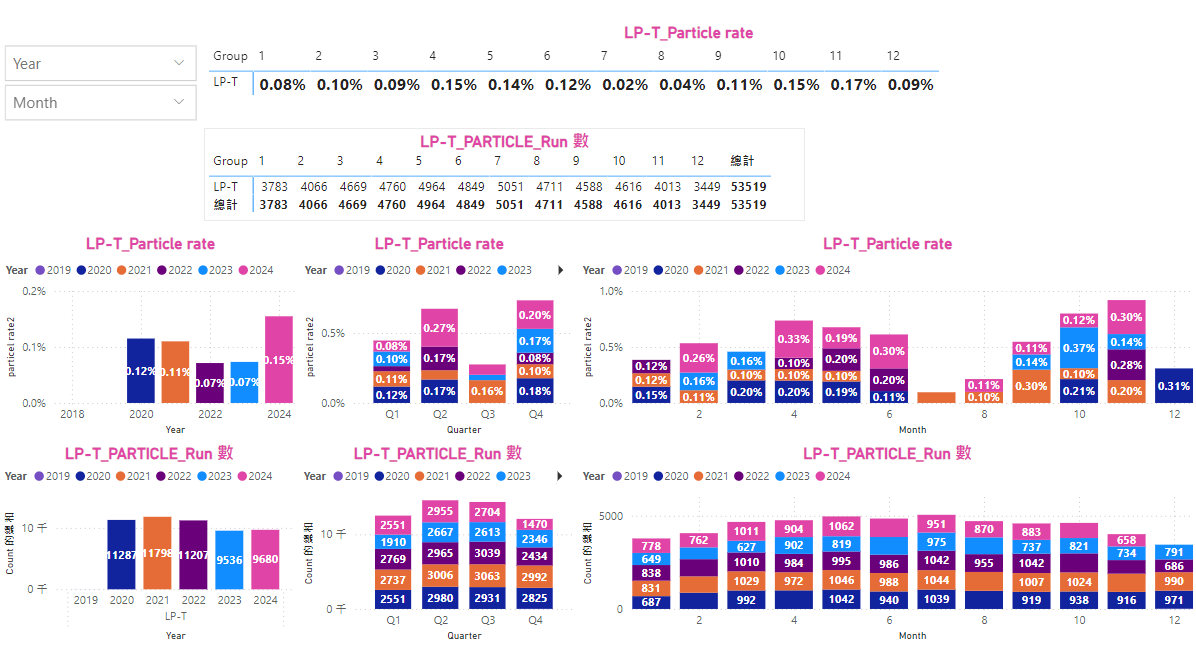 LP-T_Particle rate
Year
Month
Group 1 2 3 4 5 6 7 8 9 10 11 12
LP-T 0.08% 0.10% 0.09% 0.15% 0.14% 0.12% 0.02% 0.04% 0.11% 0.15% 0.17% 0.09%
LP-T_PARTICLE_Run 數
Group 1 2 3 4 5 6 7 8 9 10 11 12 總計
LP-T 3783 4066 4669 4760 4964 4849 5051 4711 4588 4616 4013 3449 53519
總計 3783 4066 4669 4760 4964 4849 5051 4711 4588 4616 4013 3449 53519
LP-T_Particle rate
Year 2019 2020 2021 2022 2023 2024
particel rate2
0.2%
0.1%
0.0%
0.12% 0.11% 0.07% 0.07% 0.15%
2018 2020 2022 2024
Year
LP-T_Particle rate
Year 2019 2020 2021 2022 2023
particel rate2
0.5%
0.0%
0.08% 0.10% 0.11% 0.12%
0.27% 0.17% 0.17%
0.16%
0.20% 0.17% 0.08% 0.10% 0.18%
Q1 Q2 Q3 Q4
Quarter
LP-T_Particle rate
Year 2019 2020 2021 2022 2023 2024
particel rate2
1.0%
0.5%
0.0%
0.12% 0.12% 0.15%
0.26% 0.16% 0.11%
0.16% 0.10% 0.20%
0.33% 0.10% 0.10% 0.20%
0.19% 0.20% 0.10% 0.19%
0.30% 0.20% 0.11%
0.11% 0.10%
0.11% 0.14% 0.30%
0.12% 0.37% 0.10% 0.21%
0.30% 0.14% 0.28% 0.20%
0.31%
2 4 6 8 10 12
Month
LP-T_PARTICLE_Run 數
Year 2019 2020 2021 2022 2023 2024
Count 的總和
10 千
0 千
11287 11798 11207 9536 9680
2019 2020 2021 2022 2023 2024
LP-T
Year
LP-T_PARTICLE_Run 數
Year 2019 2020 2021 2022 2023
Count 的總和
10 千
0 千
2551 1910 2769 2737 2551
2955 2667 2965 3006 2980
2704 2613 3039 3063 2931
1470 2346 2434 2992 2825
Q1 Q2 Q3 Q4
Quarter
LP-T_PARTICLE_Run 數
Year 2019 2020 2021 2022 2023 2024
Count 的總和
5000
0
778 649 838 831 687
762
1011 627 1010 1029 992
904 902 984 972
1062 819 995 1046 1042
986 988 940
951 975 1042 1044 1039
870 955
883 737 1042 1007 919
821 1024 938
658 734 916
791 686 990 971
2 4 6 8 10 12
Month